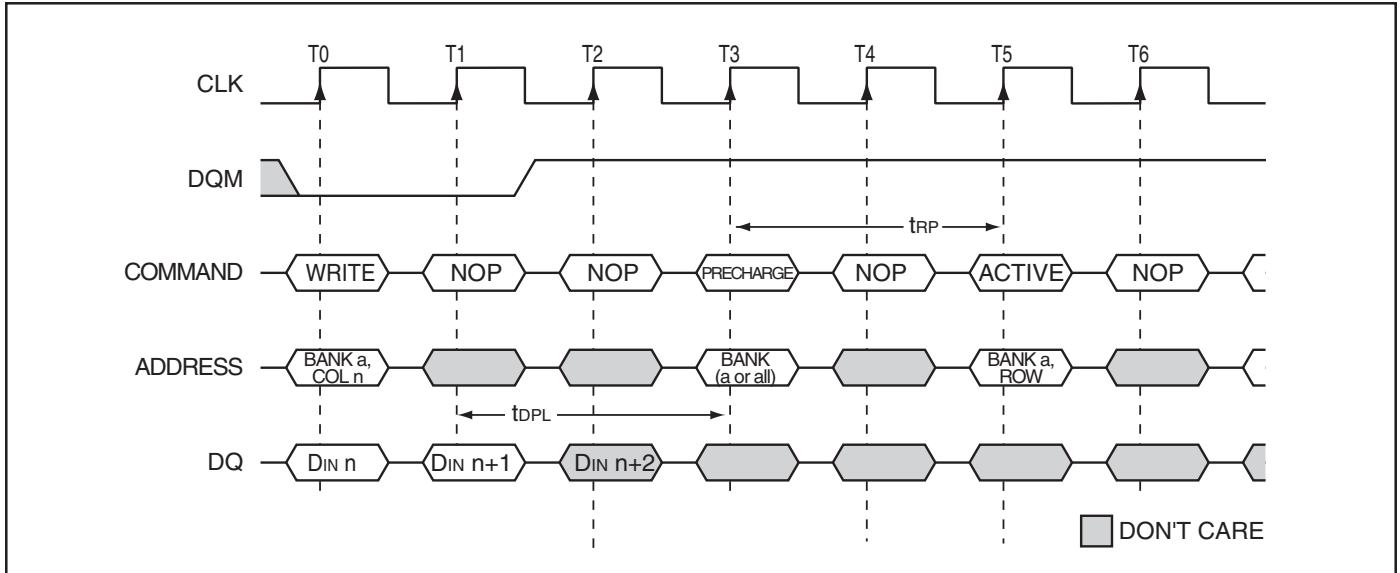 T0 T1 T2 T3 T4 T5 T6
CLK
DQM
tRP
COMMAND WRITE NOP NOP PRECHARGE NOP ACTIVE NOP
ADDRESS BANK a, COL n BANK (a or all) BANK a, ROW
tDPL
DQ DIN n DIN n+1 DIN n+2
DON'T CARE